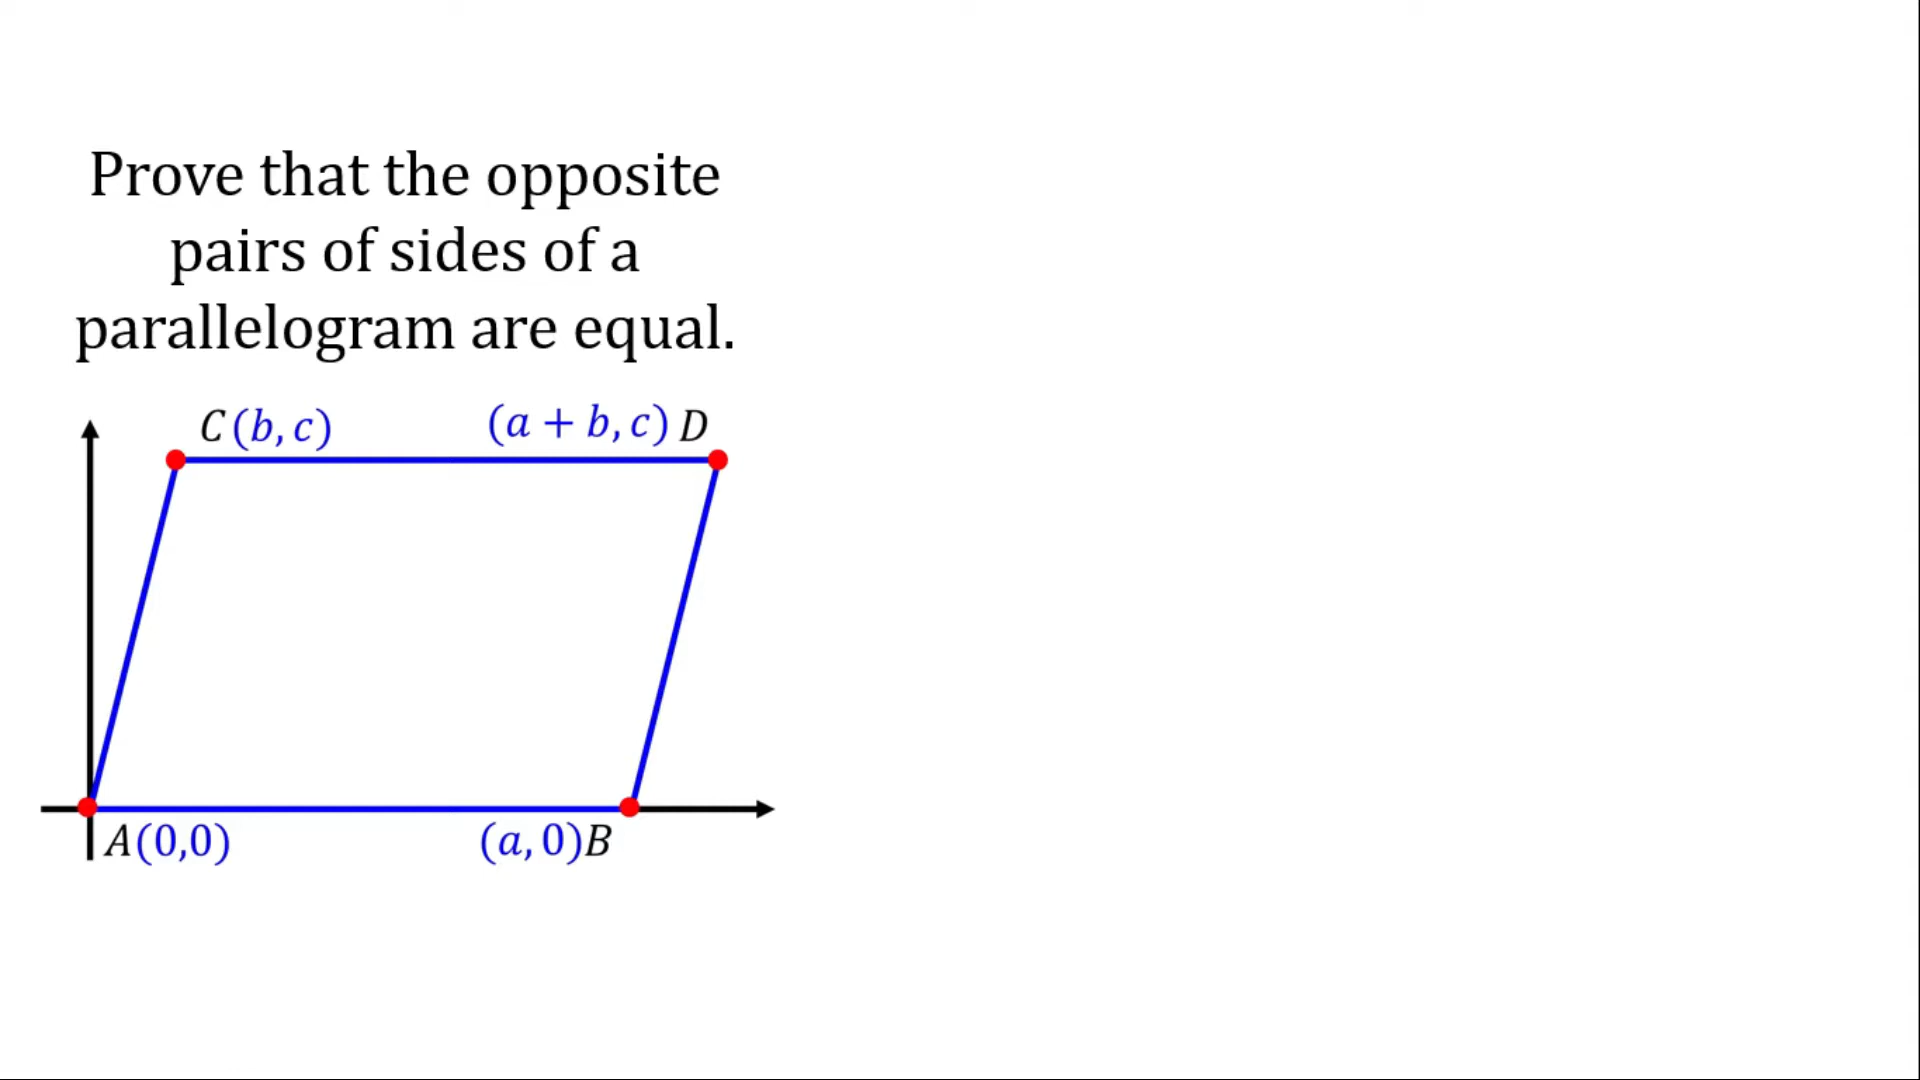 Prove that the opposite
pairs of sides of a
parallelogram are equal.
C(b, c) (a + b, c) D
A(0,0) (a, 0)B